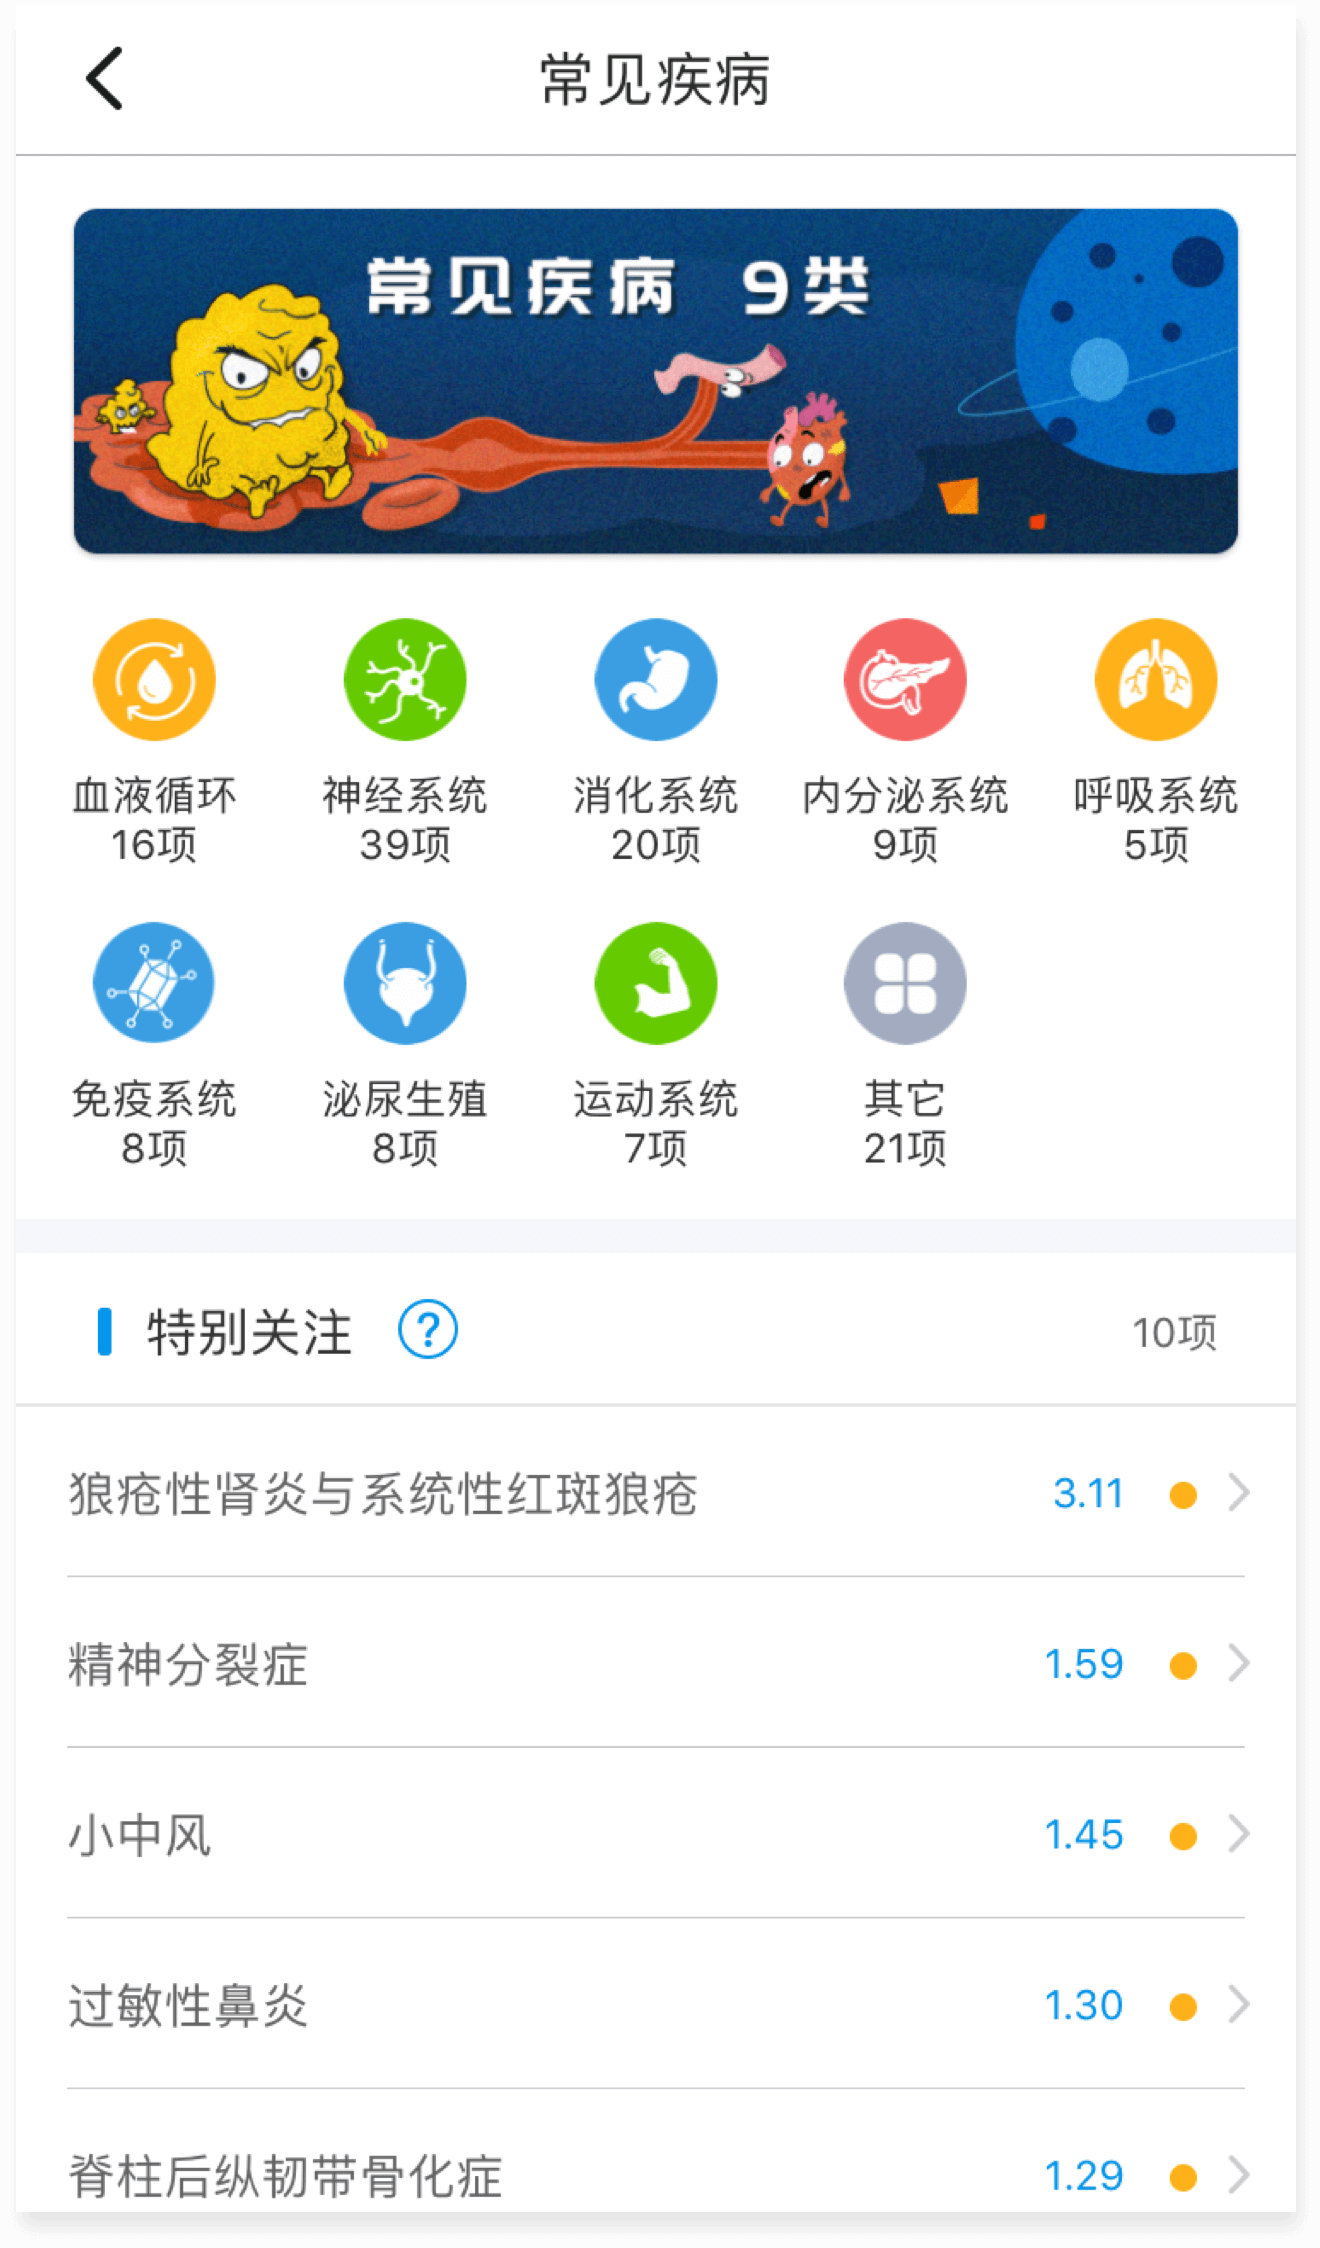 常见疾病
常见疾病 9类
血液循环 神经系统 消化系统 内分泌系统 呼吸系统
16项 39项 20项 9项 5项
免疫系统 泌尿生殖 运动系统 其它
8项 8项 7项 21项
特别关注 ? 10项
狼疮性肾炎与系统性红斑狼疮 3.11
精神分裂症 1.59
小中风 1.45
过敏性鼻炎 1.30
脊柱后纵韧带骨化症 1.29